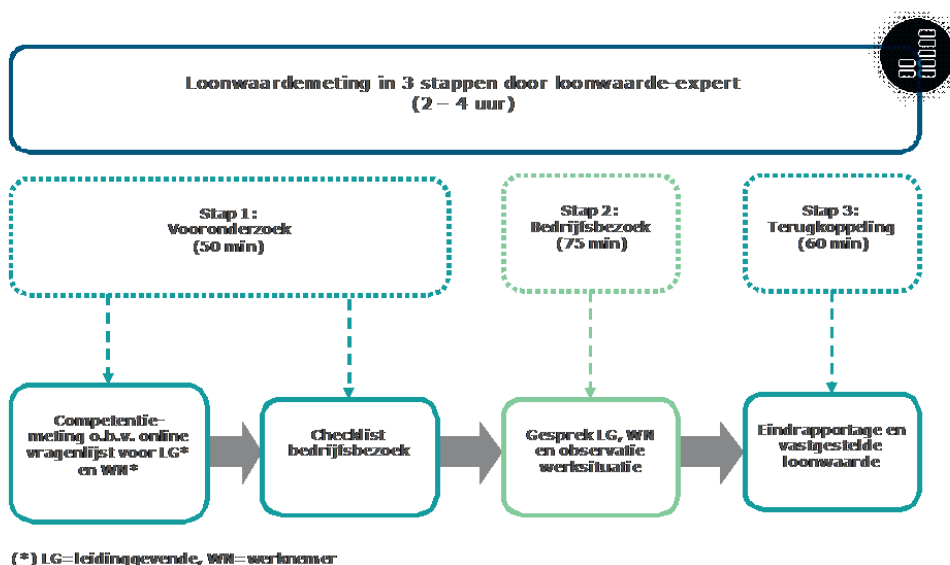 Loonwaardemeting in 3 stappen door loonwaarde-expert
(2 – 4 uur)
Stap 1:
Vooronderzoek
(50 min)
Stap 2:
Bedrijfsbezoek
(75 min)
Stap 3:
Terugkoppeling
(60 min)
Competentie-
meting o.b.v. online
vragenlijst voor LG*
en WN*
Checklist
bedrijfsbezoek
Gesprek LG, WN
en observatie
werksituatie
Eindrapportage en
vastgestelde
loonwaarde
(*) LG=leidinggevende, WN=werknemer